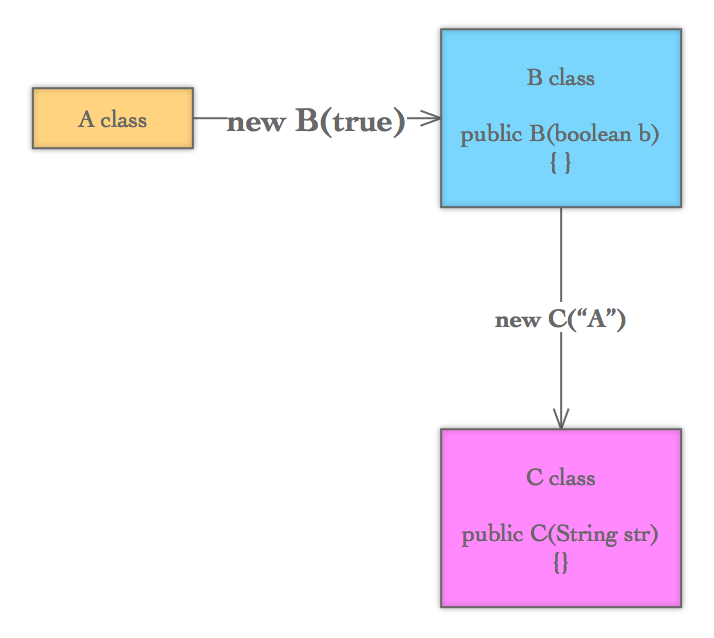 A class
new B(true)
B class
public B(boolean b)
{ }
new C(“A”)
C class
public C(String str)
{}